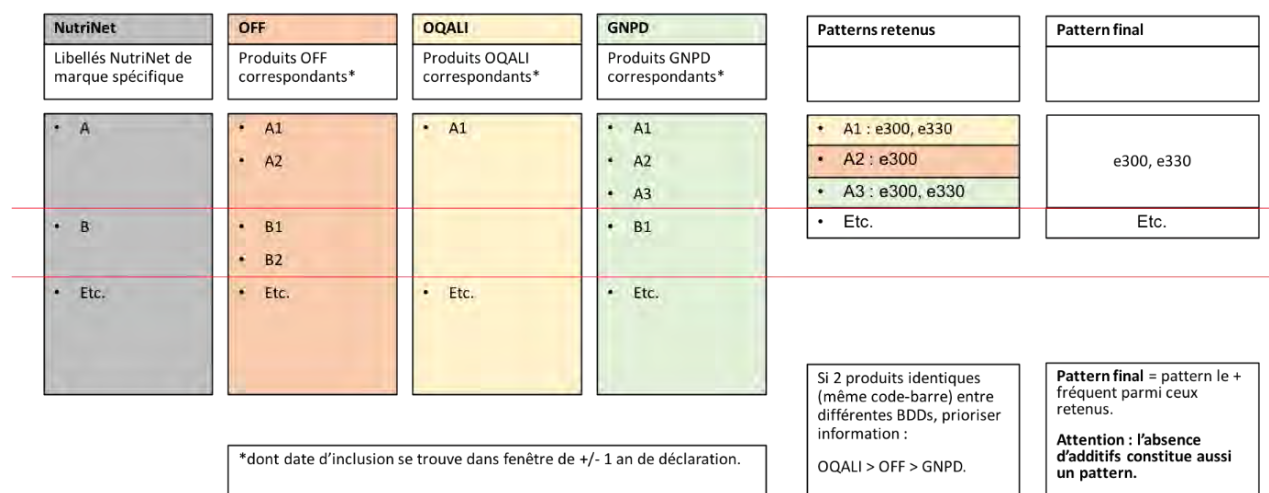 NutriNet
Libellés NutriNet de
marque spécifique
OFF
Produits OFF
correspondants*
OQALI
Produits OQALI
correspondants*
GNPD
Produits GNPD
correspondants*
Patterns retenus
Pattern final
• A
• B
• Etc.
• A1
• A2
• B1
• B2
• Etc.
• A1
• Etc.
• A1
• A2
• A3
• B1
• Etc.
• A1 : e300, e330
• A2 : e300
• A3 : e300, e330
• Etc.
e300, e330
Etc.
*dont date d’inclusion se trouve dans fenêtre de +/- 1 an de déclaration.
Si 2 produits identiques
(même code-barre) entre
différentes BDDs, prioriser
information :
OQALI > OFF > GNPD.
Pattern final = pattern le +
fréquent parmi ceux
retenus.
Attention : l’absence
d’additifs constitue aussi
un pattern.